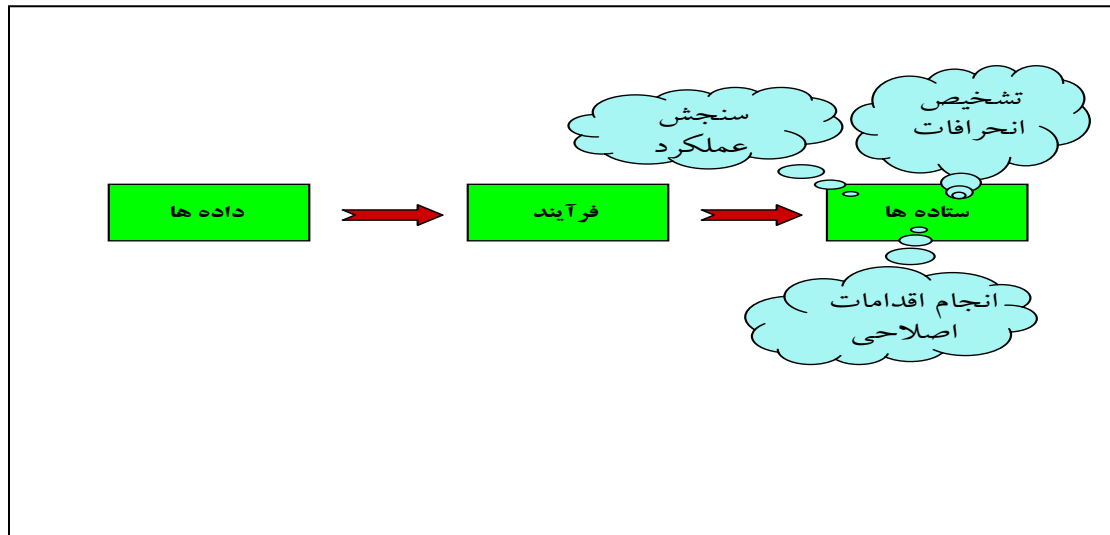 سنجش
عملکرد
تشخیص
انحرافات
داده ها
فرآیند
ستاده ها
انجام اقدامات
اصلاحی